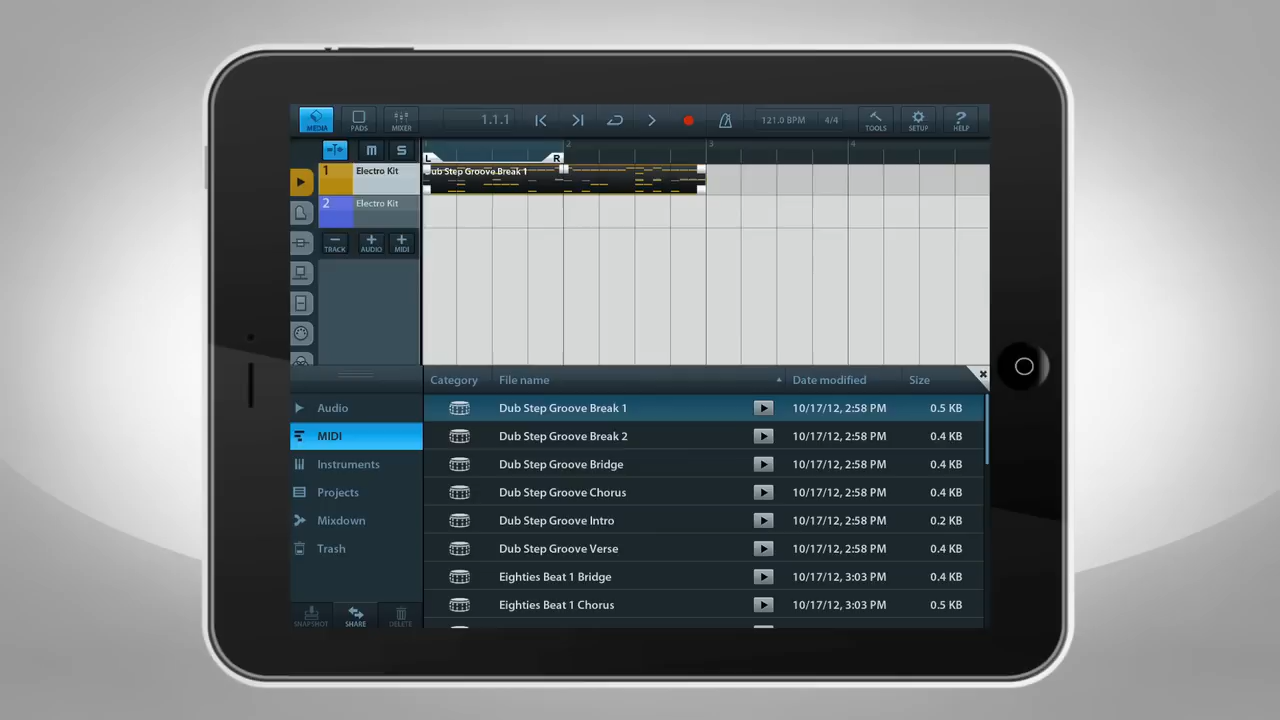 MEDIA PADS MIXER 1.1.1 121.0 BPM 4/4 TOOLS SETUP ? HELP
M S 1 2 3 4
L R
1 Electro Kit Dub Step Groove Break 1
2 Electro Kit
TRACK AUDIO MIDI
Category File name Date modified Size
Audio
MIDI
Instruments
Projects
Mixdown
Trash
SNAPSHOT SHARE DELETE
Dub Step Groove Break 1 10/17/12, 2:58 PM 0.5 KB
Dub Step Groove Break 2 10/17/12, 2:58 PM 0.4 KB
Dub Step Groove Bridge 10/17/12, 2:58 PM 0.4 KB
Dub Step Groove Chorus 10/17/12, 2:58 PM 0.4 KB
Dub Step Groove Intro 10/17/12, 2:58 PM 0.2 KB
Dub Step Groove Verse 10/17/12, 2:58 PM 0.4 KB
Eighties Beat 1 Bridge 10/17/12, 3:03 PM 0.4 KB
Eighties Beat 1 Chorus 10/17/12, 3:03 PM 0.5 KB